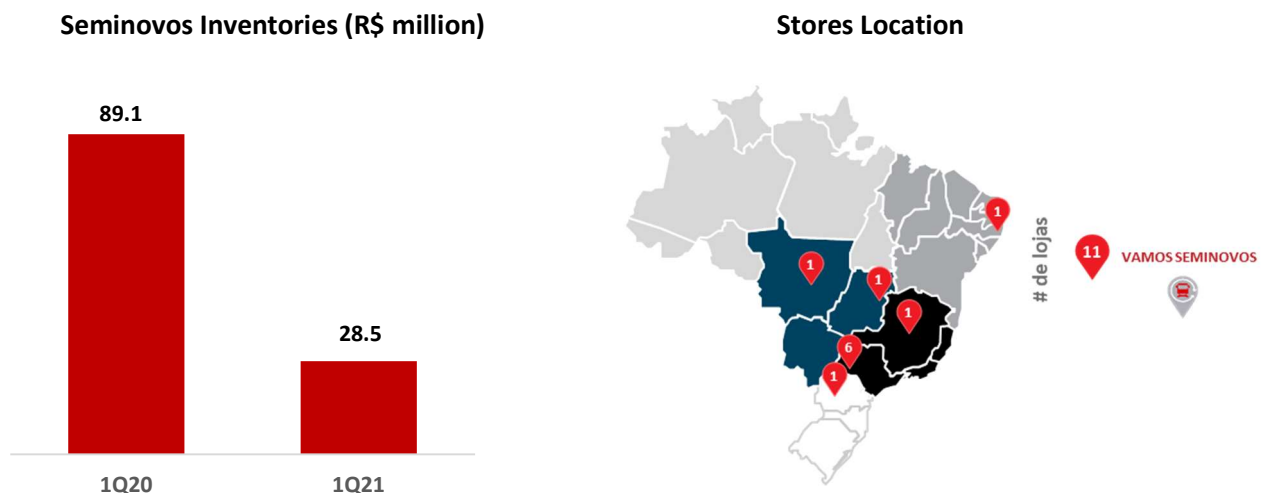 Seminovos Inventories (R$ million)
89.1
28.5
1Q20
1Q21
Stores Location
1
1
1
1
6
1
# de lojas
11
VAMOS SEMINOVOS